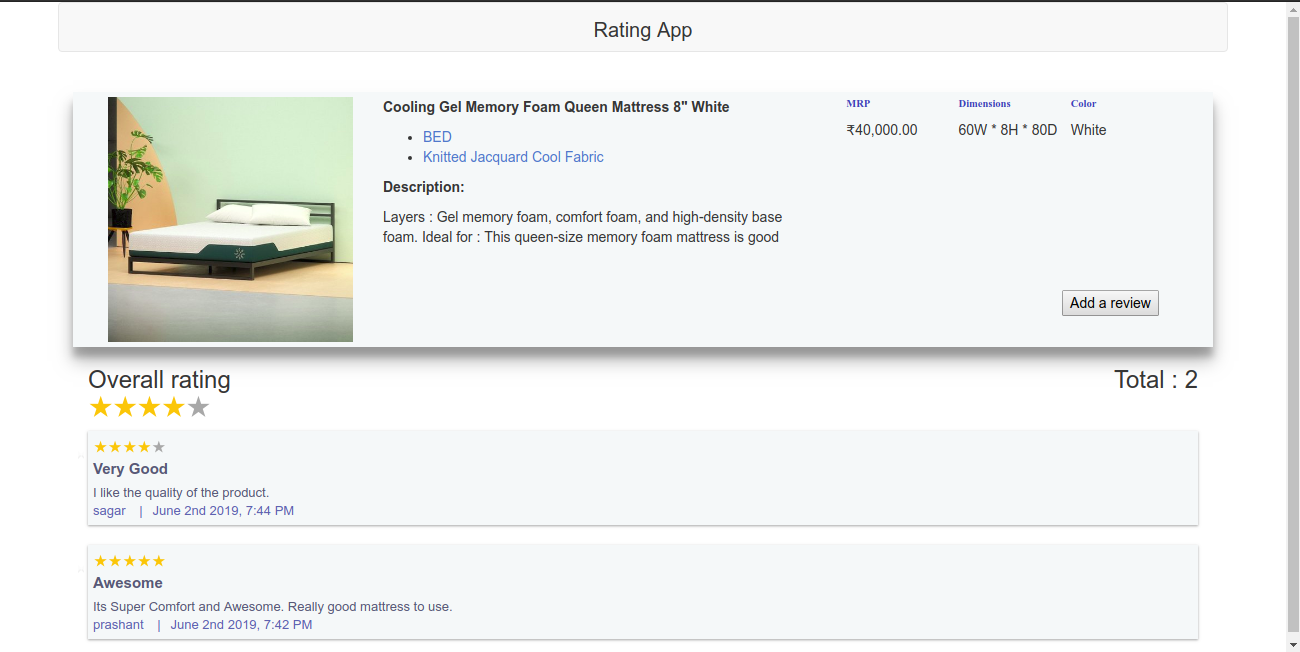 Rating App
Cooling Gel Memory Foam Queen Mattress 8" White
BED
Knitted Jacquard Cool Fabric
Description:
Layers : Gel memory foam, comfort foam, and high-density base
foam. Ideal for : This queen-size memory foam mattress is good
MRP
₹40,000.00
Dimensions
60W * 8H * 80D
Color
White
Add a review
Overall rating
Total : 2
Very Good
I like the quality of the product.
sagar | June 2nd 2019, 7:44 PM
Awesome
Its Super Comfort and Awesome. Really good mattress to use.
prashant | June 2nd 2019, 7:42 PM